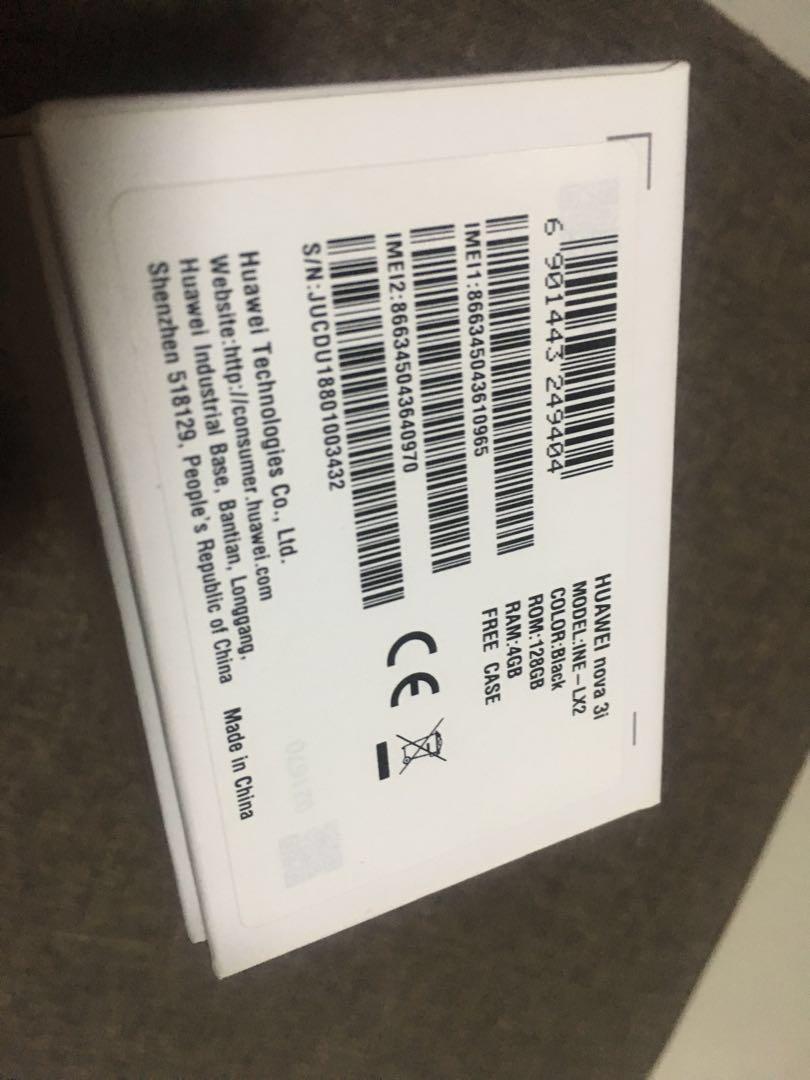 6 901443 249404
HUAWEI nova 3i
MODEL:INE-LX2
COLOR:Black
ROM:128GB
RAM:4GB
FREE CASE
IMEI1:866345043610965
IMEI2:866345043640970
S/N:JUCDU18801003432
CE
Huawei Technologies Co., Ltd.
Website:http://consumer.huawei.com
Huawei Industrial Base, Bantian, Longgang,
Shenzhen 518129, People's Republic of China Made in China